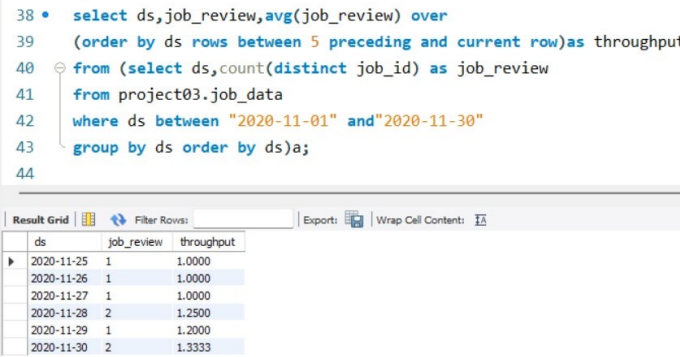 38 select ds,job_review,avg(job_review) over
39 (order by ds rows between 5 preceding and current row)as throughput
40 from (select ds,count(distinct job_id) as job_review
41 from project03.job_data
42 where ds between "2020-11-01" and"2020-11-30"
43 group by ds order by ds)a;
44
Result Grid Filter Rows: Export: Wrap Cell Content:
ds job_review throughput
2020-11-25 1 1.0000
2020-11-26 1 1.0000
2020-11-27 1 1.0000
2020-11-28 2 1.2500
2020-11-29 1 1.2000
2020-11-30 2 1.3333